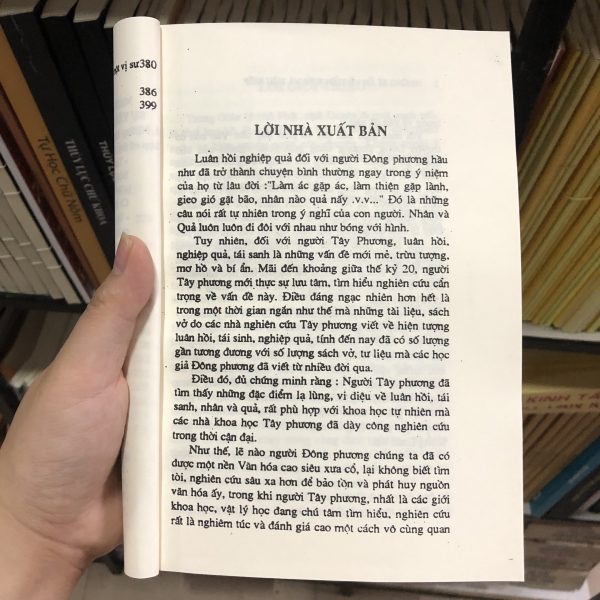 một vị sư380
386
399
LỜI NHÀ XUẤT BẢN
Luân hồi nghiệp quả đối với người Đông phương hầu
như đã trở thành chuyện bình thường ngay trong ý niệm
của họ từ lâu đời :"Làm ác gặp ác, làm thiện gặp lành,
gieo gió gặt bão, nhân nào quả nấy .v.v..." Đó là những
câu nói rất tự nhiên trong ý nghĩ của con người. Nhân và
Quả luôn luôn đi đôi với nhau như bóng với hình.
Tuy nhiên, đối với người Tây Phương, luân hồi,
nghiệp quả, tái sanh là những vấn đề mới mẻ, trừu tượng,
mơ hồ và bí ẩn. Mãi đến khoảng giữa thế kỷ 20, người
Tây phương mới thực sự lưu tâm, tìm hiểu nghiên cứu cẩn
trọng về vấn đề này. Điều đáng ngạc nhiên hơn hết là
trong một thời gian ngắn như thế mà những tài liệu, sách
vở do các nhà nghiên cứu Tây Phương viết về hiện tượng
luân hồi, tái sinh, nghiệp quả, tính đến nay đã có số lượng
gần tương đương với số lượng sách vở, tư liệu mà các học
giả Đông phương đã viết từ nhiều đời qua.
Điều đó, đủ chứng minh rằng : Người Tây phương đã
tìm thấy những đặc điểm lạ lùng, vi diệu về luân hồi, tái
sanh, nhân và quả, rất phù hợp với khoa học tự nhiên mà
các nhà khoa học Tây phương đã dày công nghiên cứu
trong thời cận đại.
Như thế, lẽ nào người Đông phương chúng ta đã có
được một nền Văn hóa cao siêu xưa cổ, lại không biết tìm
tòi, nghiên cứu sâu xa hơn để bảo tồn và phát huy nguồn
văn hóa ấy, trong khi người Tây phương, nhất là các giới
khoa học, vật lý học đang chú tâm tìm hiểu, nghiên cứu
rất là nghiêm túc và đánh giá cao một cách vô cùng quan
Tự Học Chữ Nôm
THỦY LỰC CHÈ KHOA
THỦY LỰC
KINH TẾ